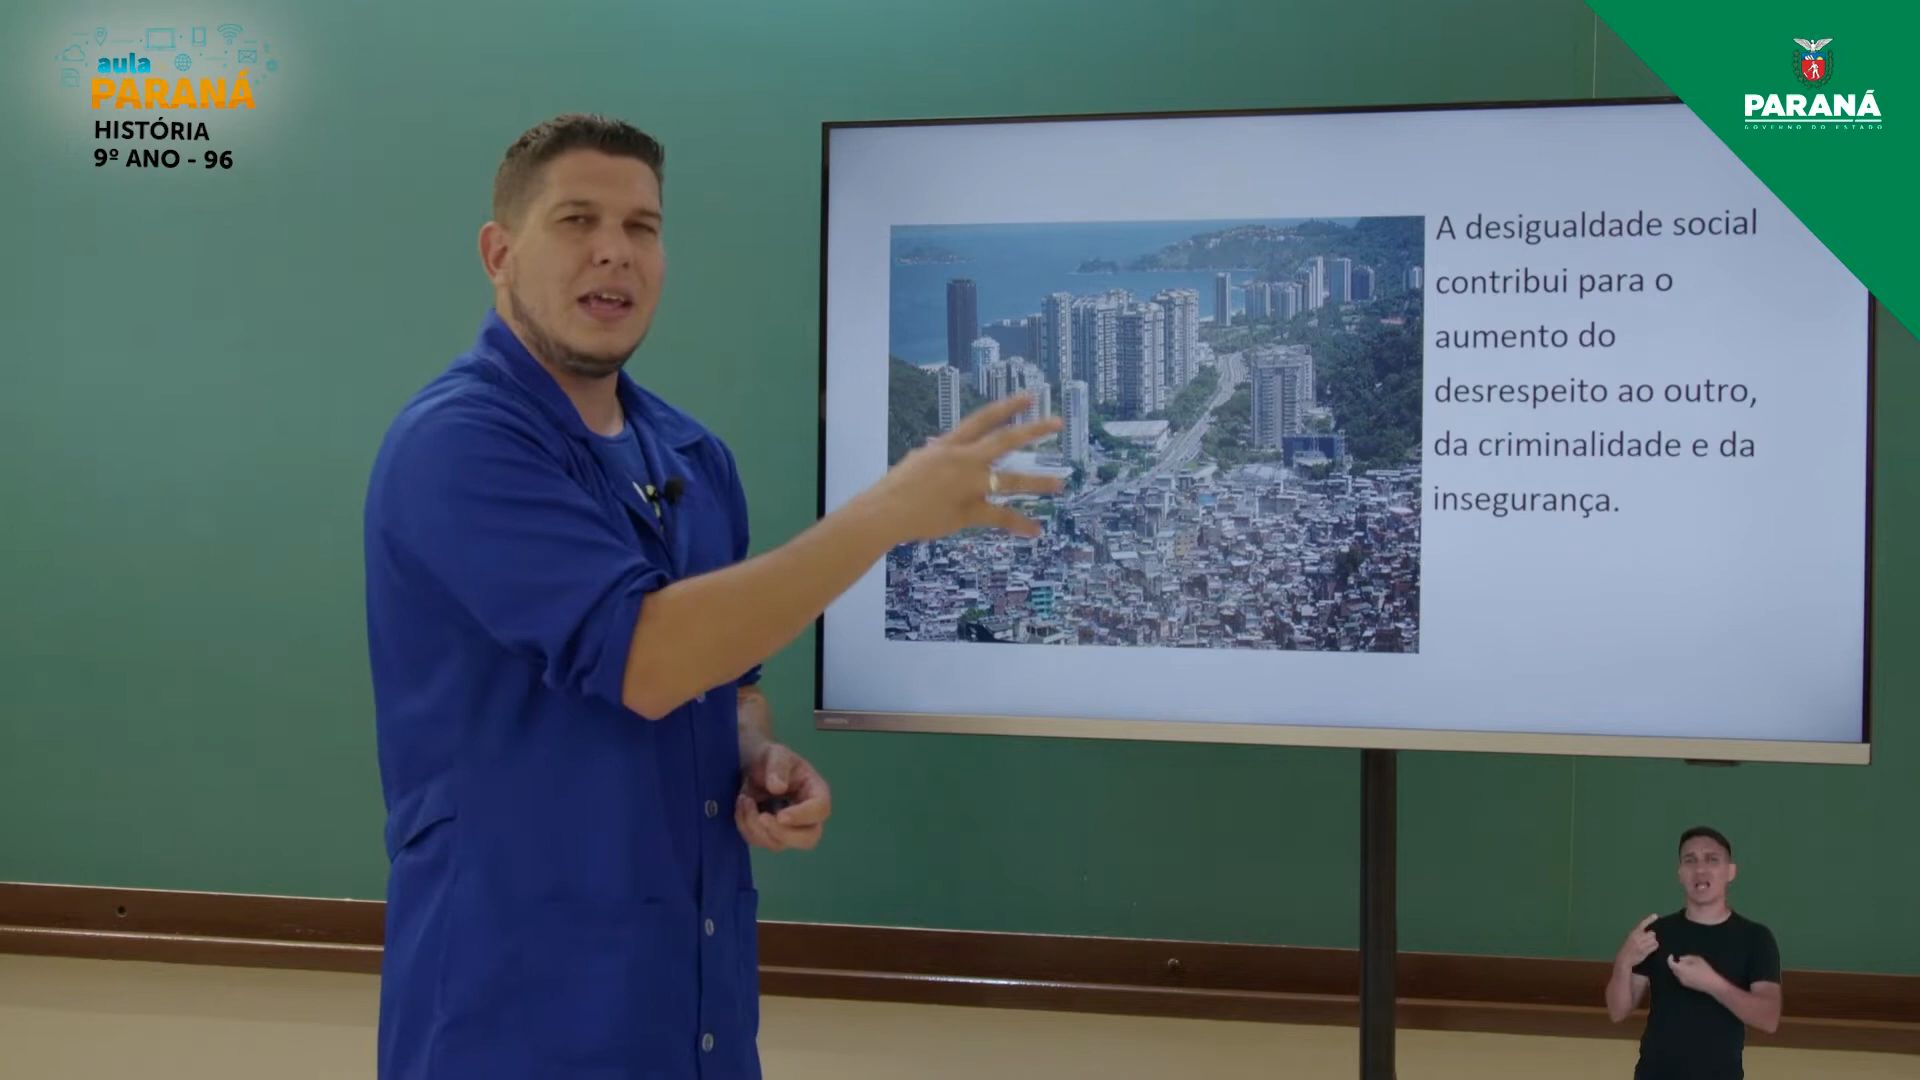 aula
PARANÁ
HISTÓRIA
9º ANO - 96
PARANÁ
GOVERNO DO ESTADO
A desigualdade social
contribui para o
aumento do
desrespeito ao outro,
da criminalidade e da
insegurança.